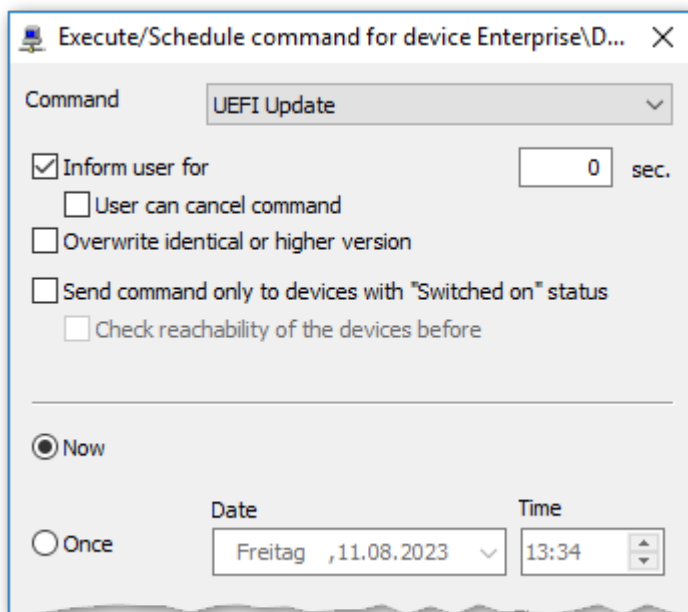 Execute/Schedule command for device Enterprise\D...
Command UEFI Update
Inform user for 0 sec.
User can cancel command
Overwrite identical or higher version
Send command only to devices with "Switched on" status
Check reachability of the devices before
Now
Date Time
Once Freitag ,11.08.2023 13:34